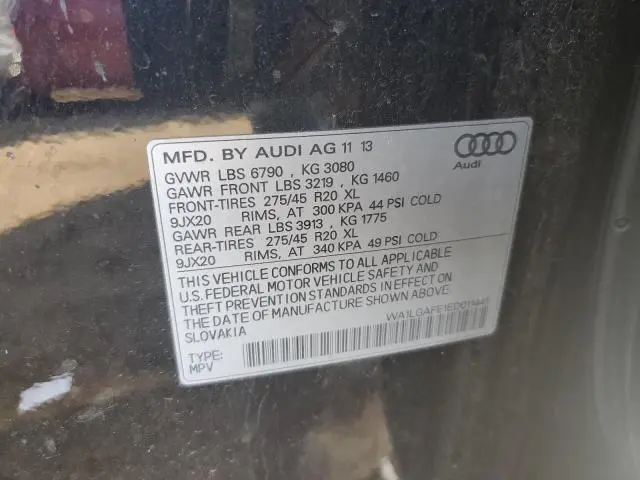 MFD. BY AUDI AG 11 13
GVWR LBS 6790 , KG 3080
GAWR FRONT LBS 3219 , KG 1460
FRONT-TIRES 275/45 R20 XL
9JX20 RIMS, AT 300 KPA 44 PSI COLD
GAWR REAR LBS 3913 , KG 1775
REAR-TIRES 275/45 R20 XL
9JX20 RIMS, AT 340 KPA 49 PSI COLD
Audi
THIS VEHICLE CONFORMS TO ALL APPLICABLE
U.S. FEDERAL MOTOR VEHICLE SAFETY AND
THEFT PREVENTION STANDARDS IN EFFECT ON
THE DATE OF MANUFACTURE SHOWN ABOVE
SLOVAKIA
TYPE:
MPV